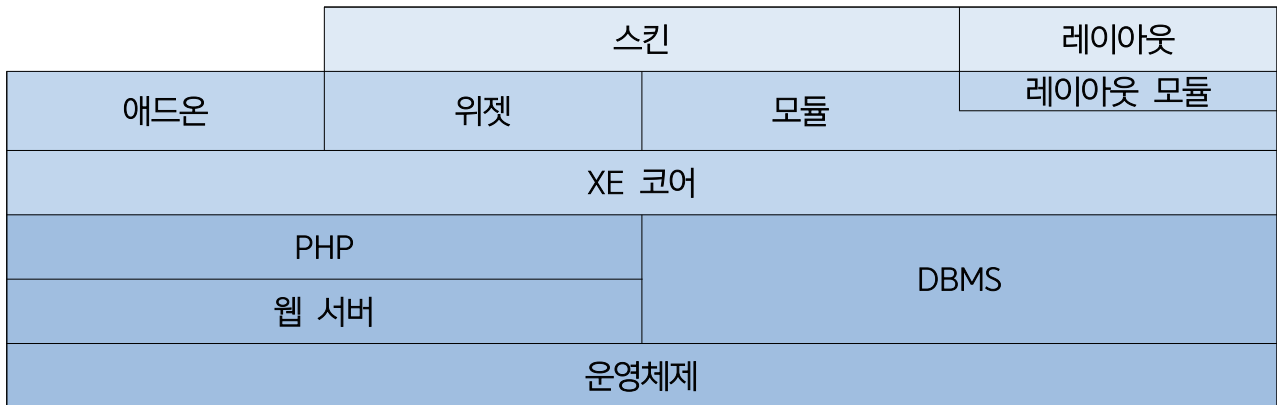 스킨
레이아웃
애드온
위젯
모듈
레이아웃 모듈
XE 코어
PHP
DBMS
웹 서버
운영체제